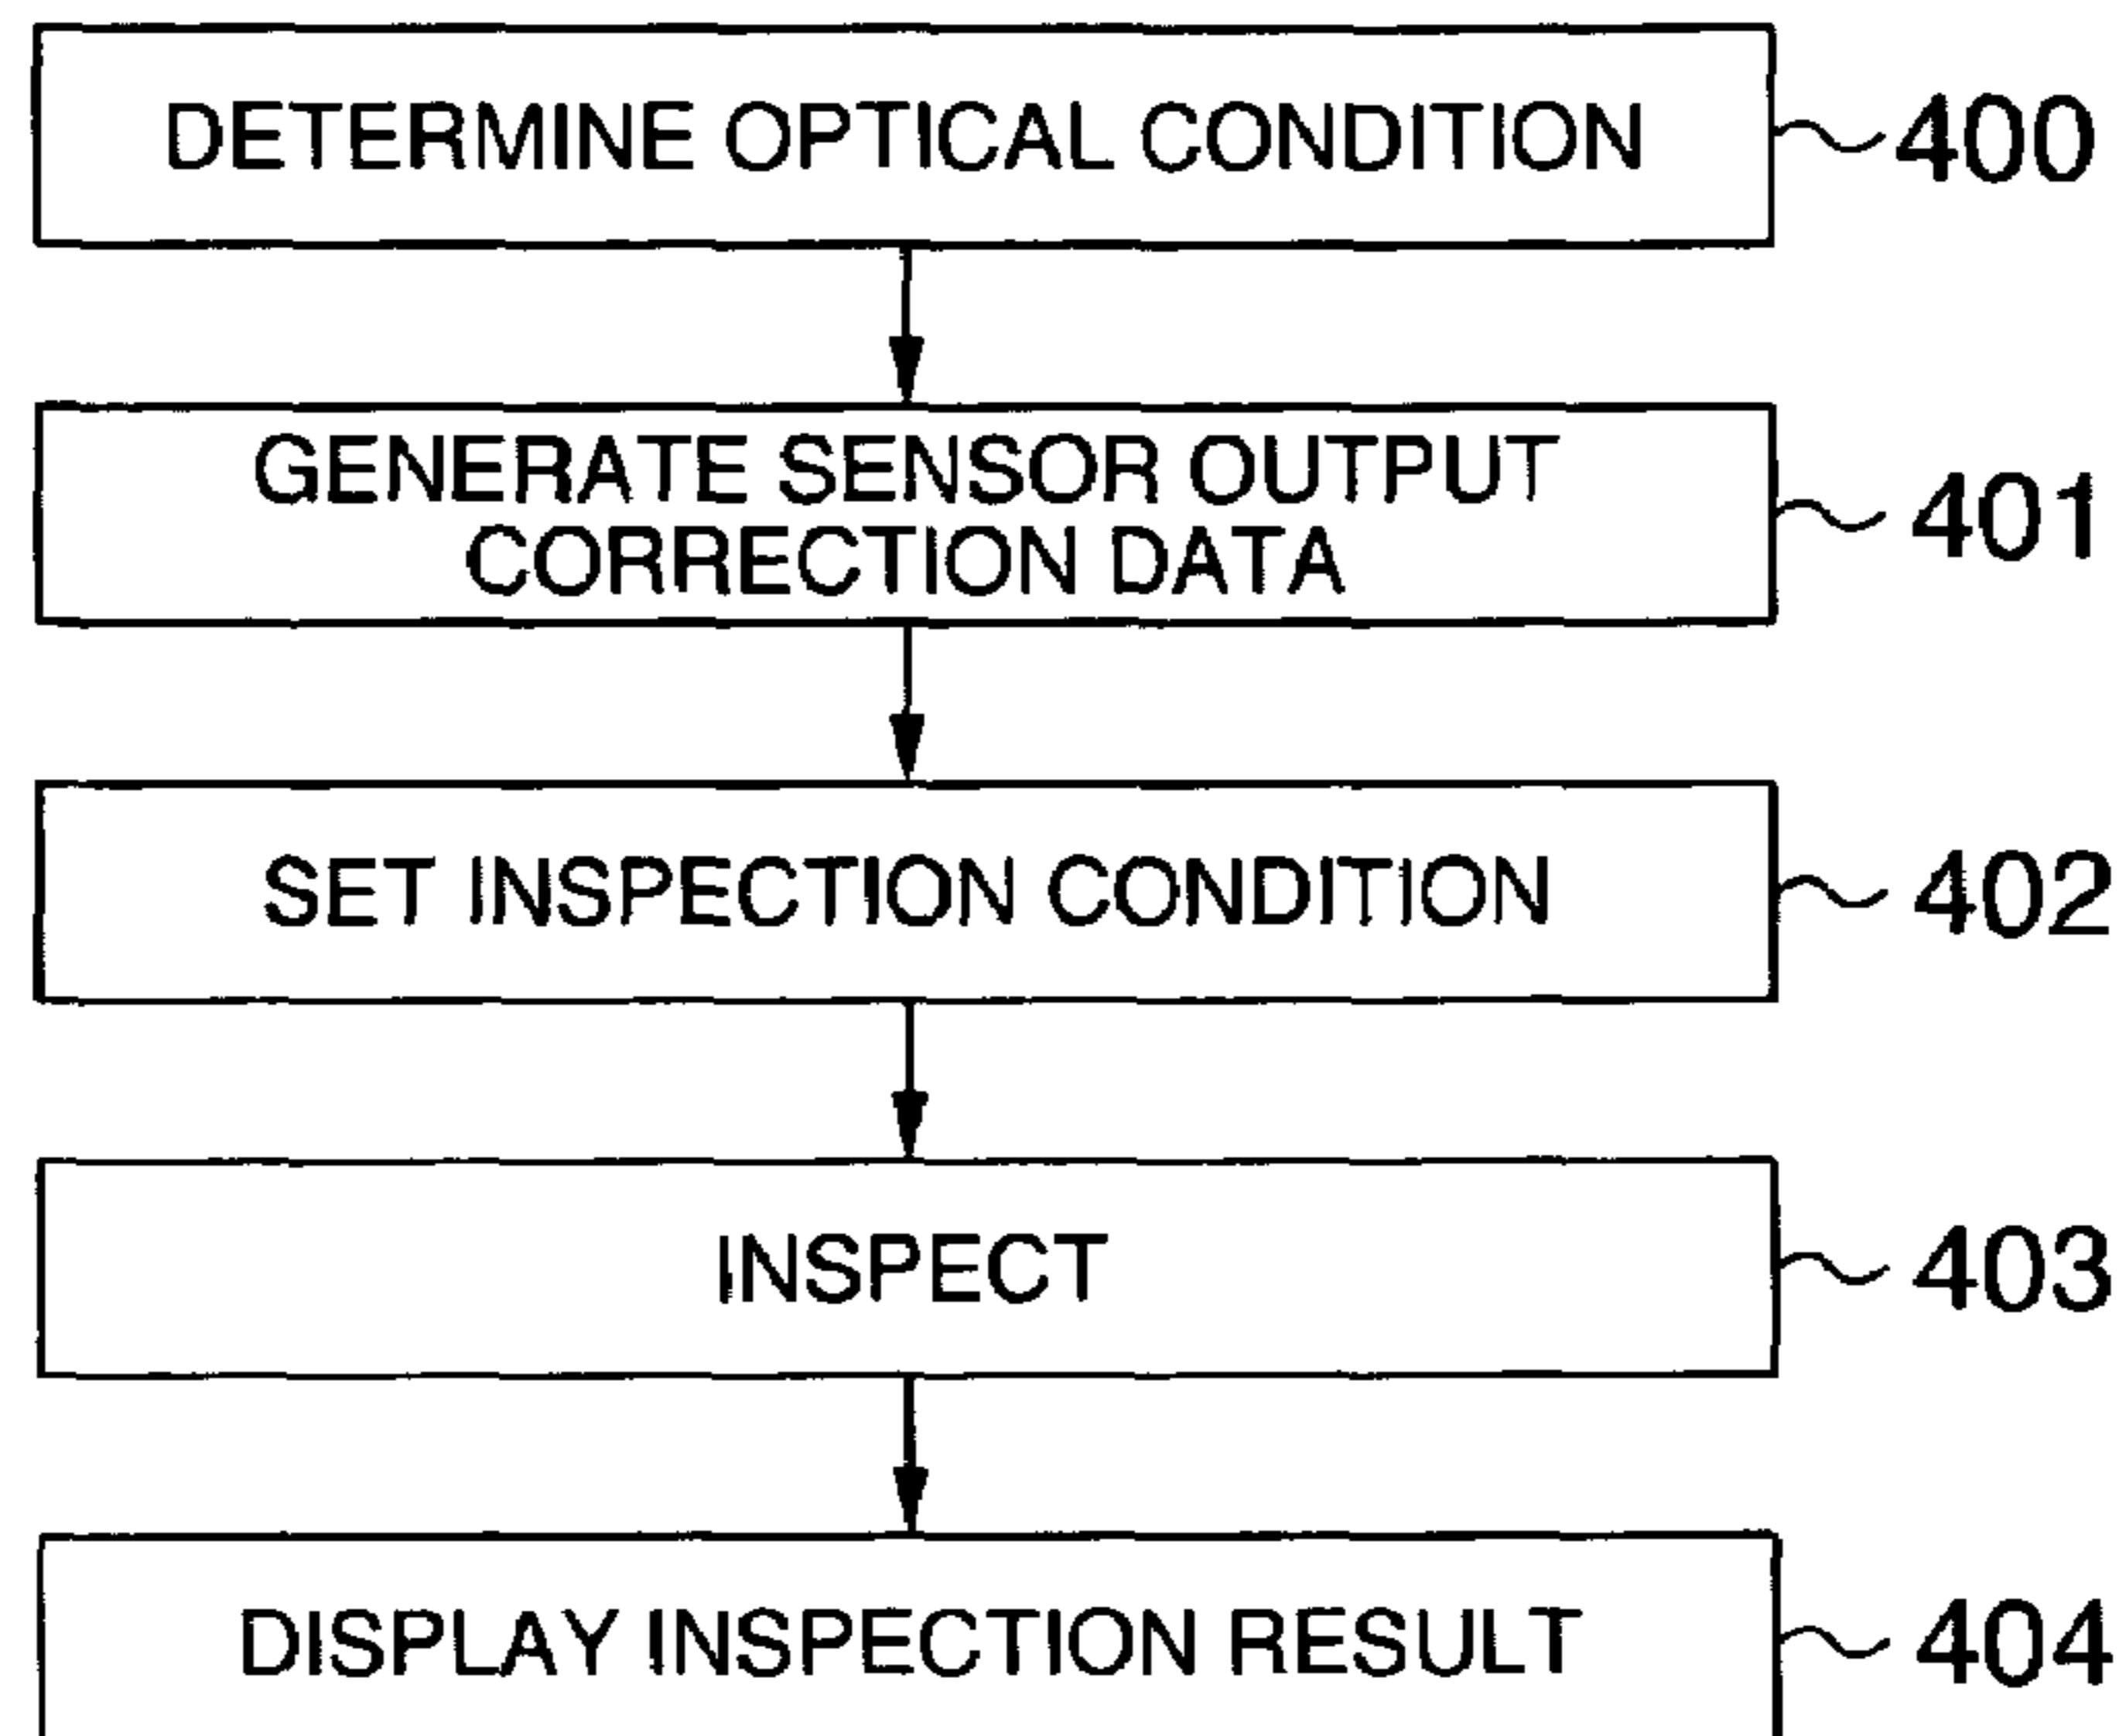 DETERMINE OPTICAL CONDITION
400
GENERATE SENSOR OUTPUT
CORRECTION DATA
401
SET INSPECTION CONDITION
402
INSPECT
403
DISPLAY INSPECTION RESULT
404